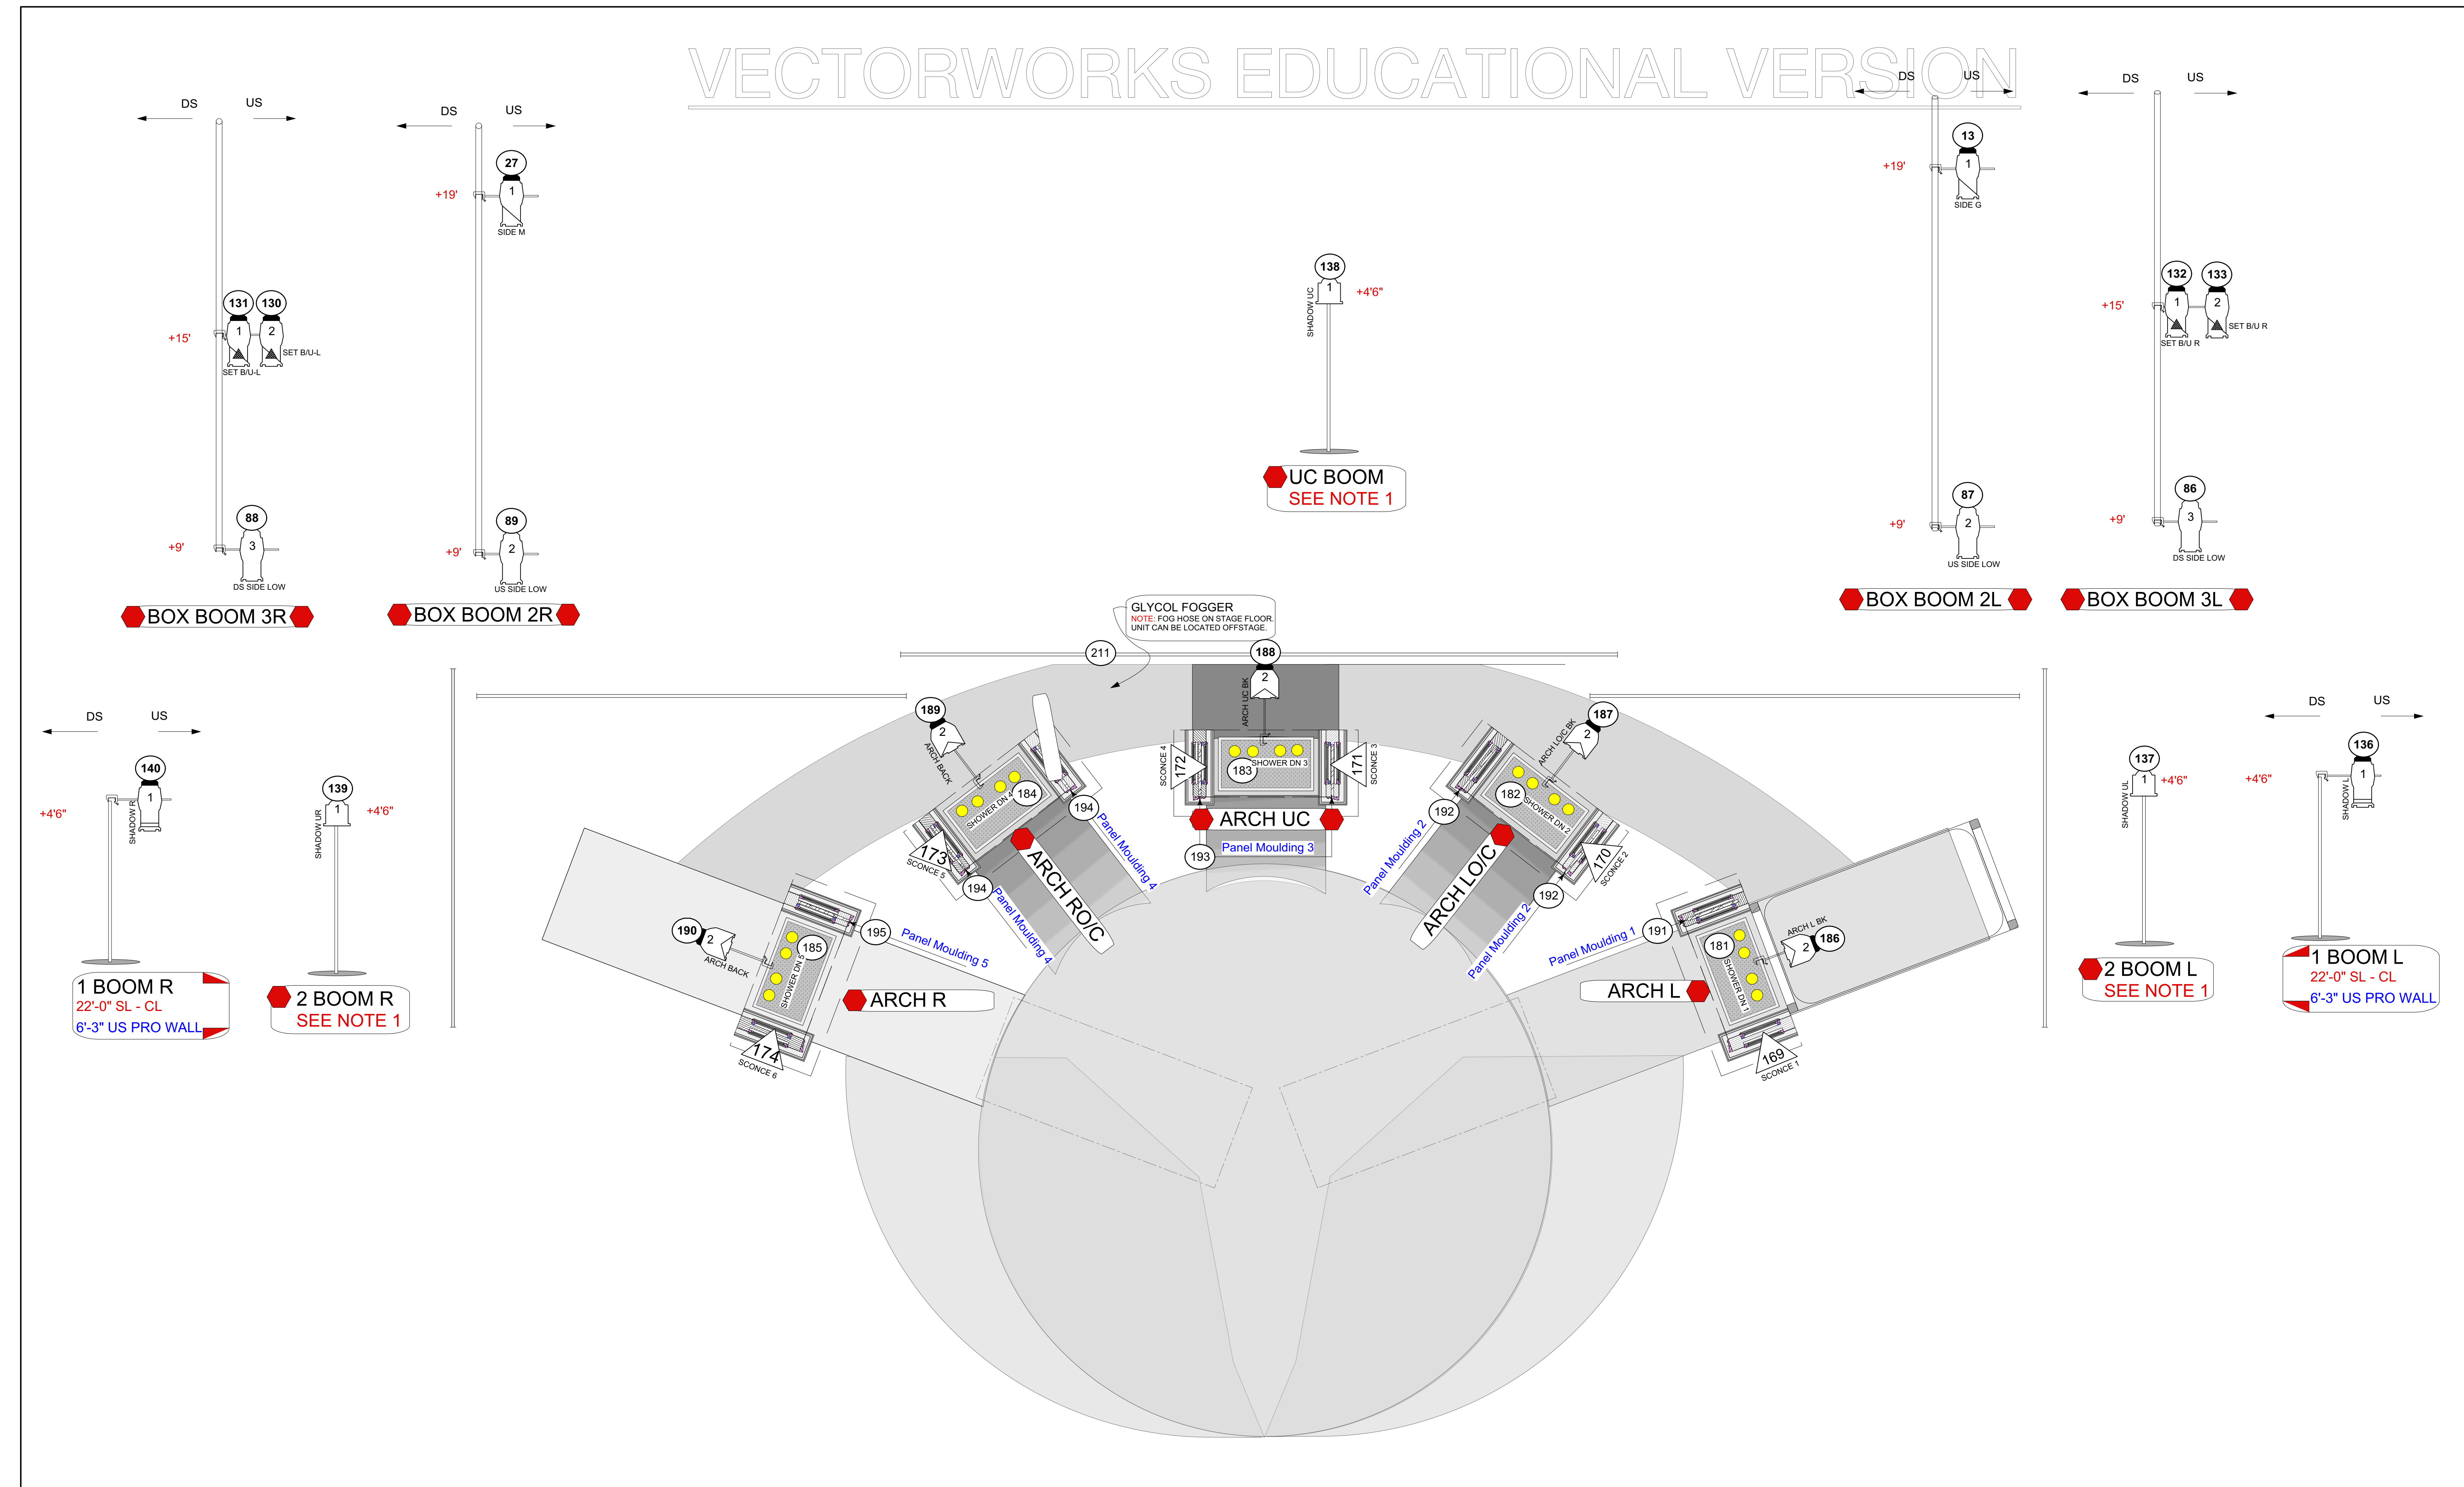 VECTORWORKS EDUCATIONAL VERSION
DS US
27
+19'
1
SIDE M
131 130
+15'
1 2
SET B/U-L
SET B/U-L
88
+9'
3
DS SIDE LOW
BOX BOOM 3R
DS US
89
+9'
2
US SIDE LOW
BOX BOOM 2R
138
1
+4'6"
SHADOW UC
UC BOOM
SEE NOTE 1
DS US
13
+19'
1
SIDE G
87
+9'
2
US SIDE LOW
BOX BOOM 2L
DS US
132 133
+15'
1 2
SET B/U R
SET B/U R
86
+9'
3
DS SIDE LOW
BOX BOOM 3L
GLYCOL FOGGER
NOTE: FOG HOSE ON STAGE FLOOR.
UNIT CAN BE LOCATED OFFSTAGE.
211
DS US
140
+4'6"
1
SHADOW R
1 BOOM R
22'-0" SL - CL
6'-3" US PRO WALL
139
1
+4'6"
SHADOW UR
2 BOOM R
SEE NOTE 1
190
2
ARCH BACK
185
SHOWER DN 5
174
SCONCE 6
195
Panel Moulding 5
ARCH R
189
2
ARCH BACK
184
SHOWER DN 4
173
SCONCE 5
194
Panel Moulding 4
194
Panel Moulding 4
ARCH RO/C
188
2
ARCH UC BK
172
SCONCE 4
183
SHOWER DN 3
171
SCONCE 3
ARCH UC
193
Panel Moulding 3
187
2
ARCH LO/C BK
182
SHOWER DN 2
170
SCONCE 2
192
Panel Moulding 2
192
Panel Moulding 2
ARCH LO/C
186
2
ARCH L BK
181
SHOWER DN 1
169
SCONCE 1
191
Panel Moulding 1
ARCH L
137
1
+4'6"
SHADOW UL
2 BOOM L
SEE NOTE 1
DS US
136
+4'6"
1
SHADOW L
1 BOOM L
22'-0" SL - CL
6'-3" US PRO WALL